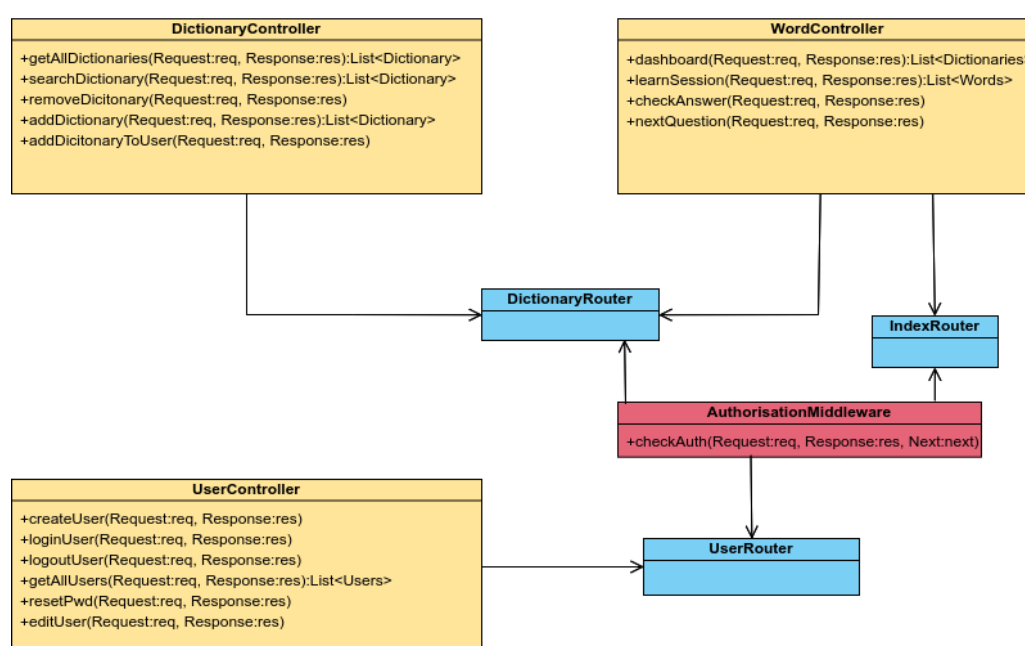 DictionaryController
+getAllDictionaries(Request:req, Response:res):List<Dictionary>
+searchDictionary(Request:req, Response:res):List<Dictionary>
+removeDicitonary(Request:req, Response:res)
+addDictionary(Request:req, Response:res):List<Dictionary>
+addDicitonaryToUser(Request:req, Response:res)
WordController
+dashboard(Request:req, Response:res):List<Dictionaries>
+learnSession(Request:req, Response:res):List<Words>
+checkAnswer(Request:req, Response:res)
+nextQuestion(Request:req, Response:res)
DictionaryRouter
IndexRouter
AuthorisationMiddleware
+checkAuth(Request:req, Response:res, Next:next)
UserController
+createUser(Request:req, Response:res)
+loginUser(Request:req, Response:res)
+logoutUser(Request:req, Response:res)
+getAllUsers(Request:req, Response:res):List<Users>
+resetPwd(Request:req, Response:res)
+editUser(Request:req, Response:res)
UserRouter